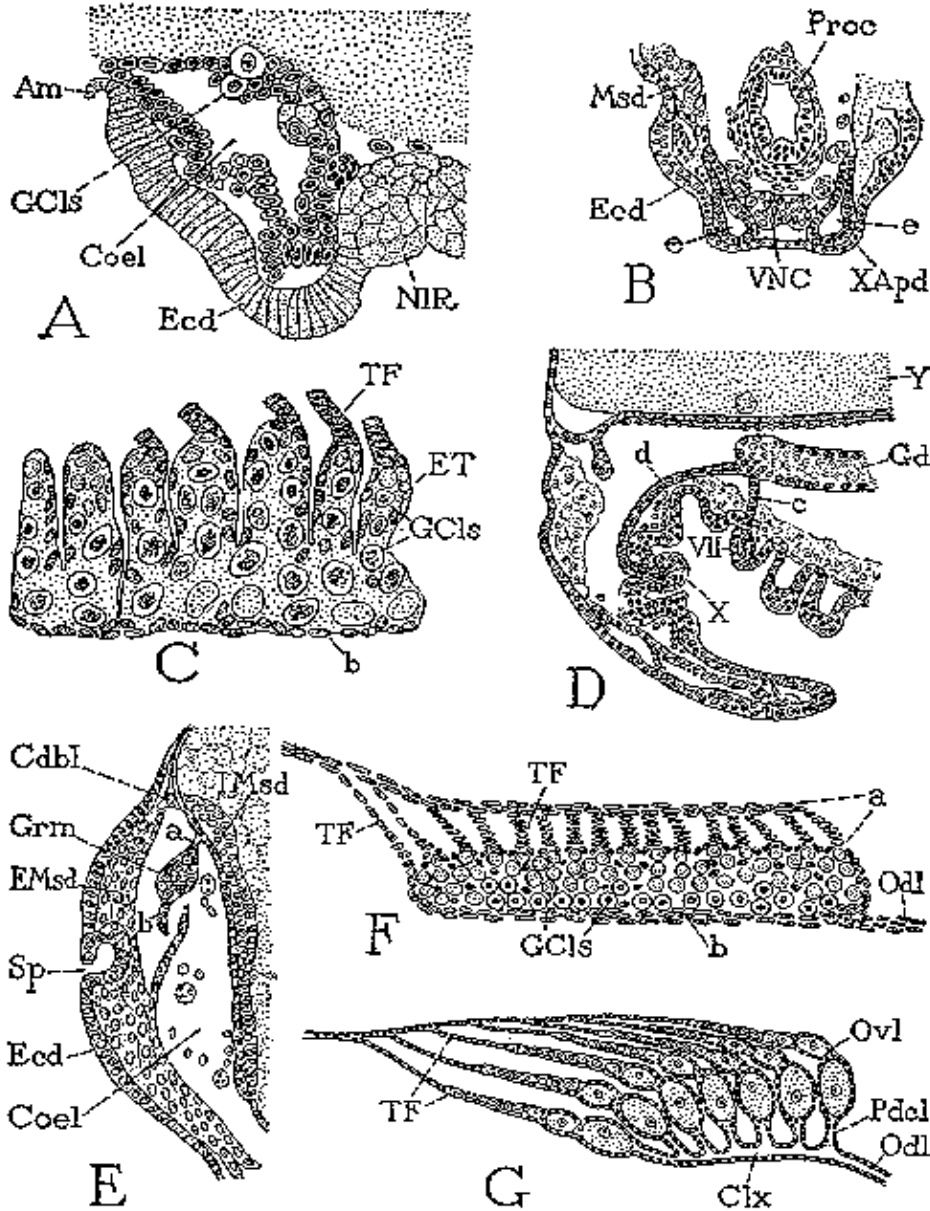 Am
GCls
Coel
Ecd
NlR
A
Proc
Msd
Ecd
e
e
VNC
XApd
B
TF
ET
GCls
b
C
Y
Gd
d
c
VII
X
D
CdbI
TMsd
Grm
a
EMsd
b
Sp
Ecd
Coel
E
TF
TF
a
Odl
GCls
b
F
Ovl
TF
Pdcl
Odl
Clx
G